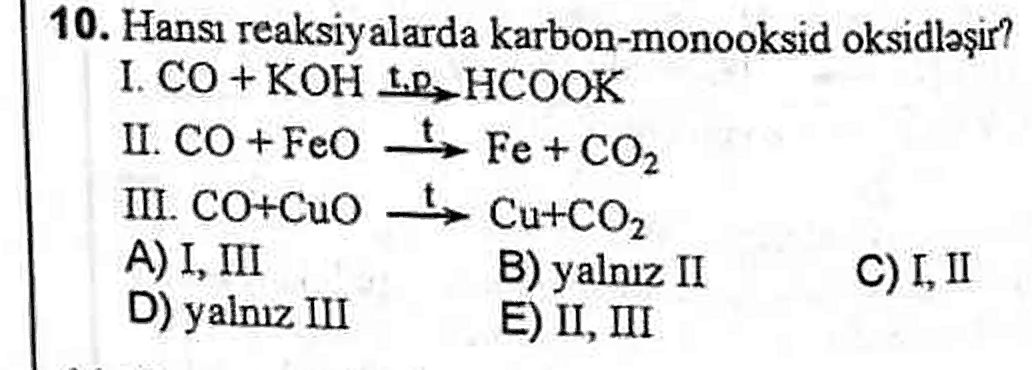 10. Hansı reaksiyalarda karbon-monooksid oksidləşir?
I. CO + KOH t.p. → HCOOK
II. CO + FeO t → Fe + CO₂
III. CO+CuO t → Cu+CO₂
A) I, III B) yalnız II C) I, II
D) yalnız III E) II, III